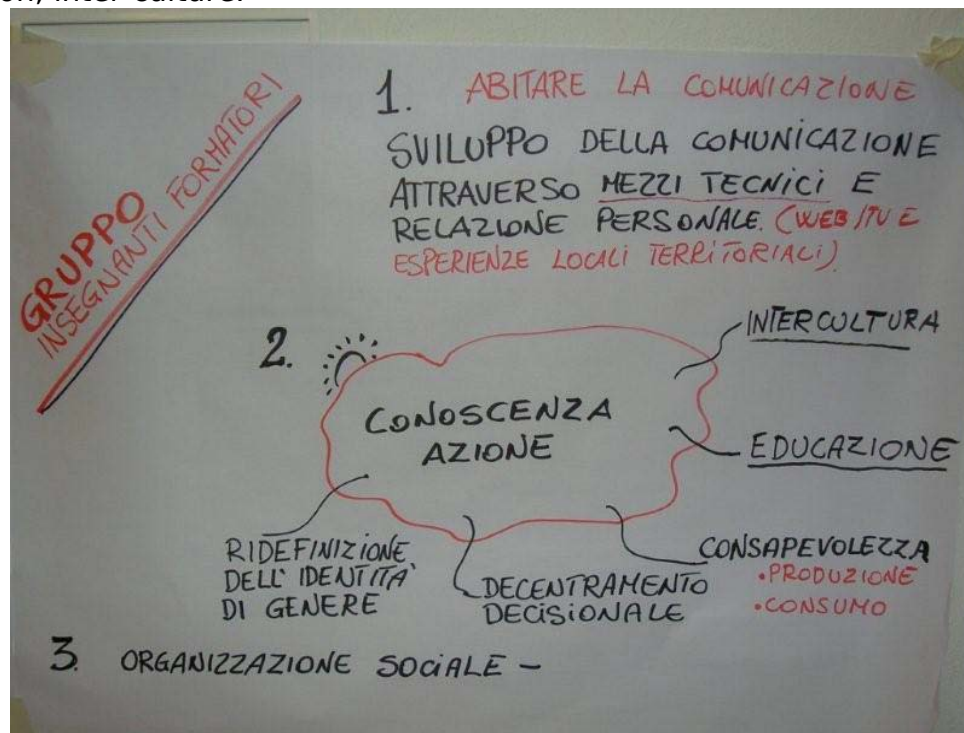 GRUPPO
INSEGNANTI FORMATORI
1. ABITARE LA COMUNICAZIONE
SVILUPPO DELLA COMUNICAZIONE
ATTRAVERSO MEZZI TECNICI E
RELAZIONE PERSONALE. (WEB/TV E
ESPERIENZE LOCALI TERRITORIALI)
2.
CONOSCENZA
AZIONE
INTERCULTURA
EDUCAZIONE
CONSAPEVOLEZZA
• PRODUZIONE
• CONSUMO
DECENTRAMENTO
DECISIONALE
RIDEFINIZIONE
DELL' IDENTITA'
DI GENERE
3. ORGANIZZAZIONE SOCIALE –